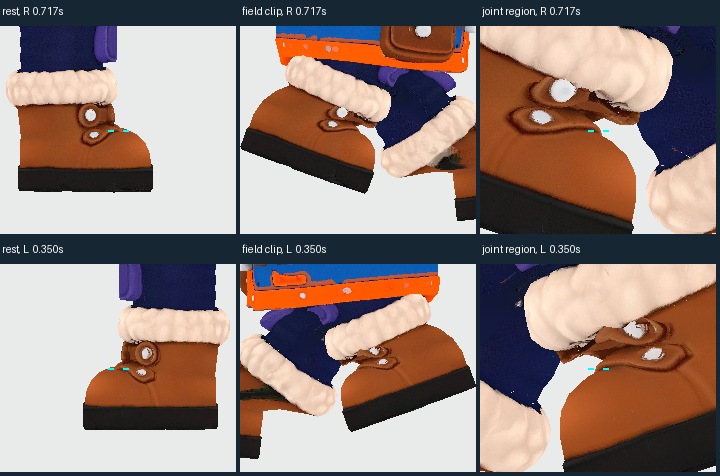 rest, R 0.717s
field clip, R 0.717s
joint region, R 0.717s
rest, L 0.350s
field clip, L 0.350s
joint region, L 0.350s